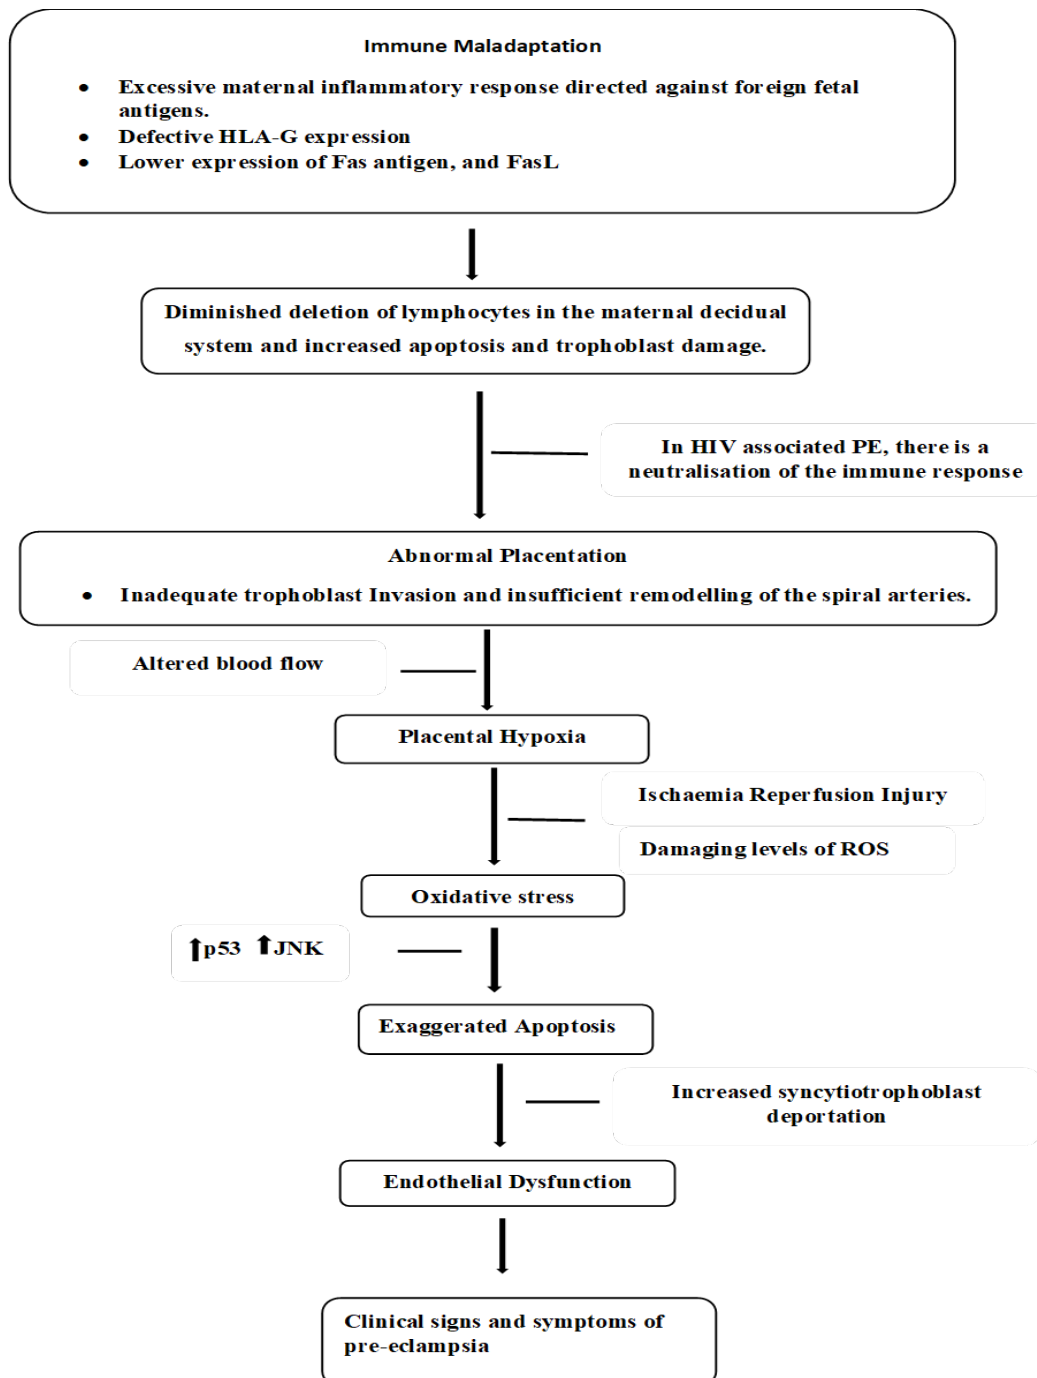 Immune Maladaptation
● Excessive maternal inflammatory response directed against foreign fetal
antigens.
● Defective HLA-G expression
● Lower expression of Fas antigen, and FasL
Diminished deletion of lymphocytes in the maternal decidual
system and increased apoptosis and trophoblast damage.
In HIV associated PE, there is a
neutralisation of the immune response
Abnormal Placentation
● Inadequate trophoblast Invasion and insufficient remodelling of the spiral arteries.
Altered blood flow
Placental Hypoxia
Ischaemia Reperfusion Injury
Damaging levels of ROS
Oxidative stress
⬆p53 ⬆JNK
Exaggerated Apoptosis
Increased syncytiotrophoblast
deportation
Endothelial Dysfunction
Clinical signs and symptoms of
pre-eclampsia